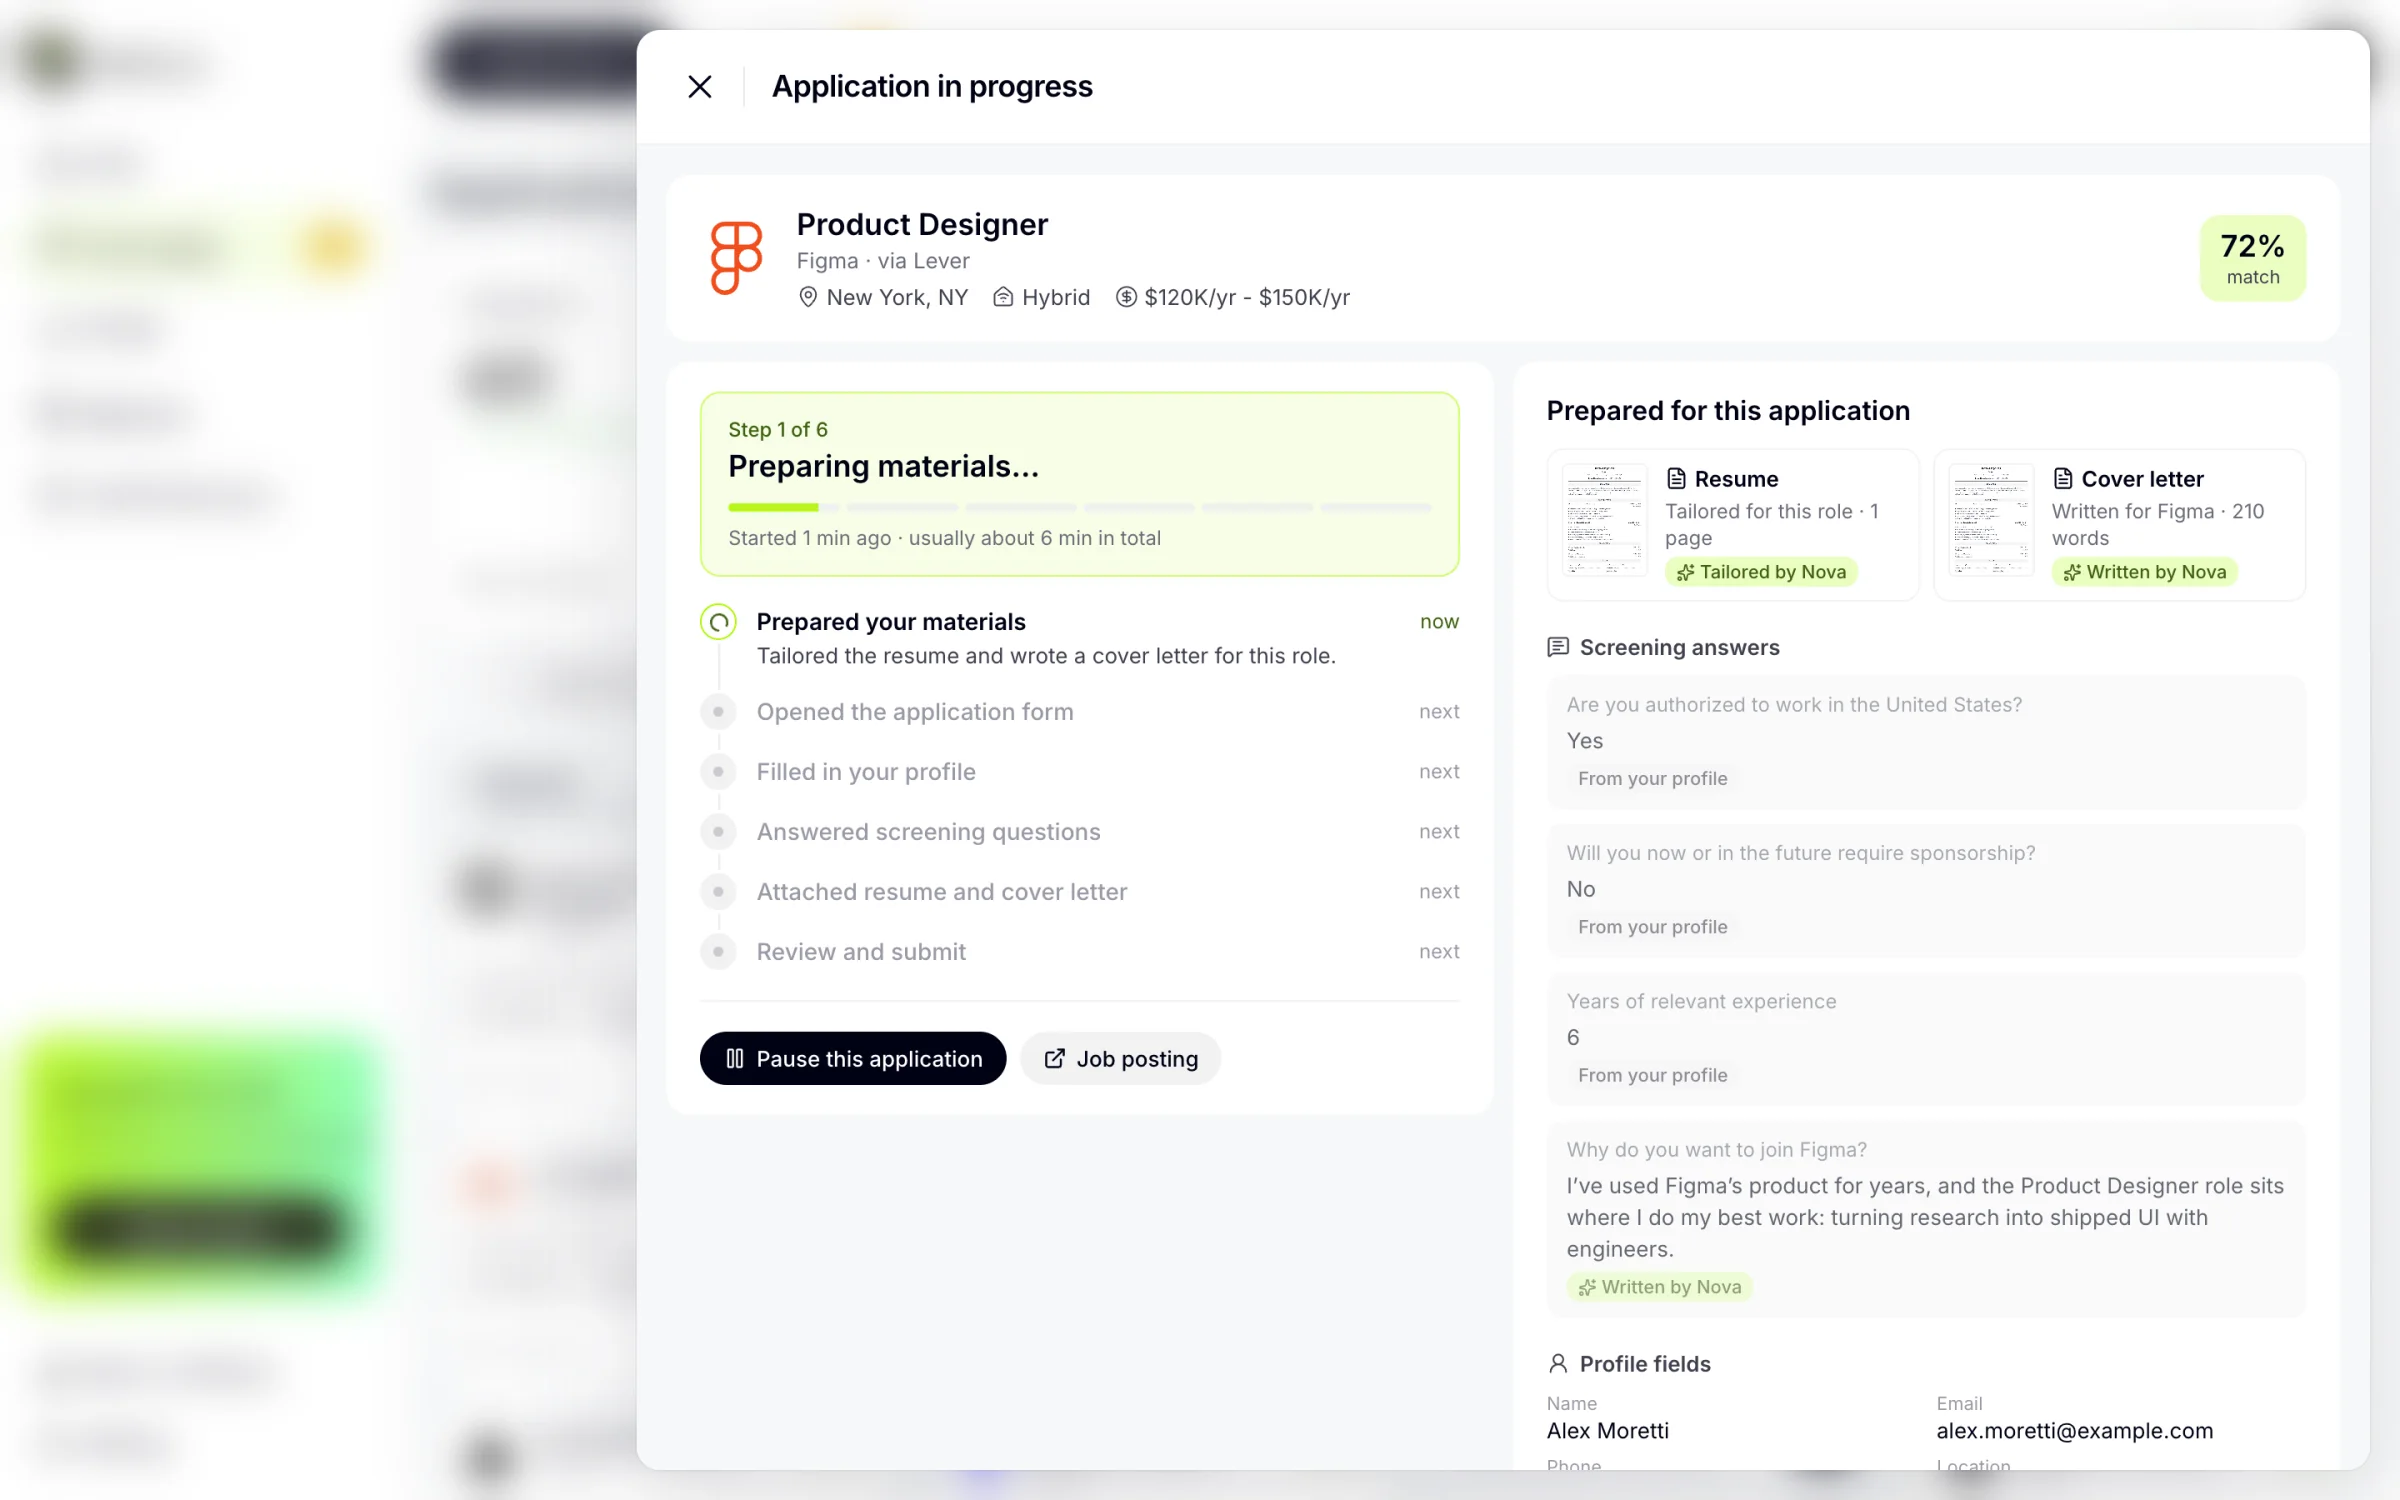 Application in progress
Product Designer
Figma · via Lever
New York, NY
Hybrid
$120K/yr - $150K/yr
72%
match
Step 1 of 6
Preparing materials...
Started 1 min ago · usually about 6 min in total
Prepared your materials
now
Tailored the resume and wrote a cover letter for this role.
Opened the application form
next
Filled in your profile
next
Answered screening questions
next
Attached resume and cover letter
next
Review and submit
next
Pause this application
Job posting
Prepared for this application
Resume
Tailored for this role · 1
page
Tailored by Nova
Cover letter
Written for Figma · 210
words
Written by Nova
Screening answers
Are you authorized to work in the United States?
Yes
From your profile
Will you now or in the future require sponsorship?
No
From your profile
Years of relevant experience
6
From your profile
Why do you want to join Figma?
I’ve used Figma’s product for years, and the Product Designer role sits
where I do my best work: turning research into shipped UI with
engineers.
Written by Nova
Profile fields
Name
Alex Moretti
Email
alex.moretti@example.com
Phone
Location